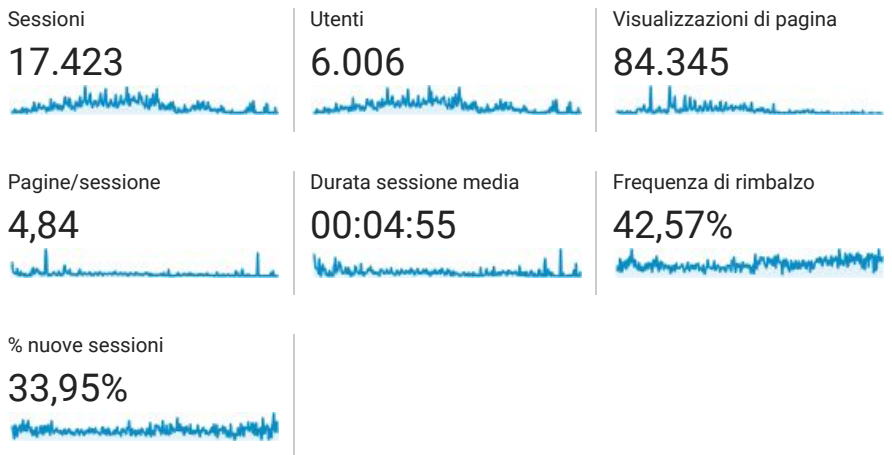 Sessioni
17.423
Utenti
6.006
Visualizzazioni di pagina
84.345
Pagine/sessione
4,84
Durata sessione media
00:04:55
Frequenza di rimbalzo
42,57%
% nuove sessioni
33,95%